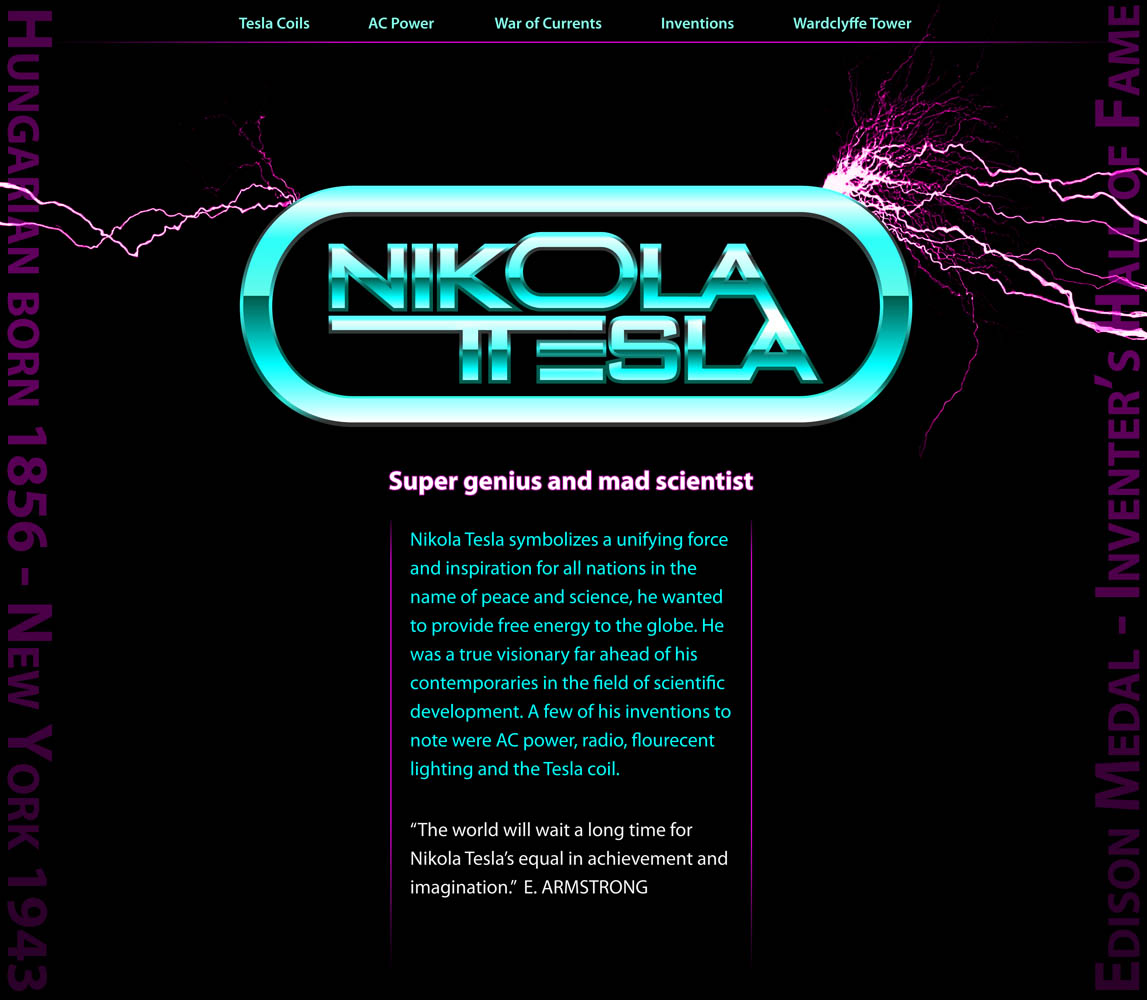 Tesla Coils AC Power War of Currents Inventions Wardclyffe Tower
Hungarian born 1856 - New York 1943
NIKOLA
TESLA
Super genius and mad scientist
Nikola Tesla symbolizes a unifying force
and inspiration for all nations in the
name of peace and science, he wanted
to provide free energy to the globe. He
was a true visionary far ahead of his
contemporaries in the field of scientific
development. A few of his inventions to
note were AC power, radio, flourecent
lighting and the Tesla coil.
“The world will wait a long time for
Nikola Tesla’s equal in achievement and
imagination.” E. ARMSTRONG
Edison Medal - Inventer’s Hall of Fame